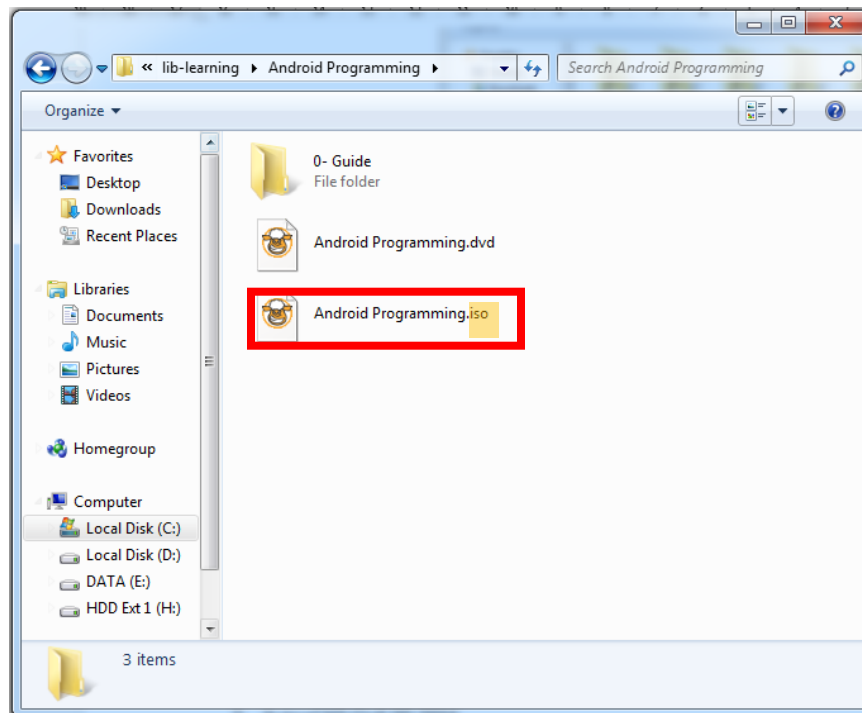 « lib-learning ▸ Android Programming ▸
Search Android Programming
Organize
Favorites
Desktop
Downloads
Recent Places
Libraries
Documents
Music
Pictures
Videos
Homegroup
Computer
Local Disk (C:)
Local Disk (D:)
DATA (E:)
HDD Ext 1 (H:)
0- Guide
File folder
Android Programming.dvd
Android Programming.iso
3 items